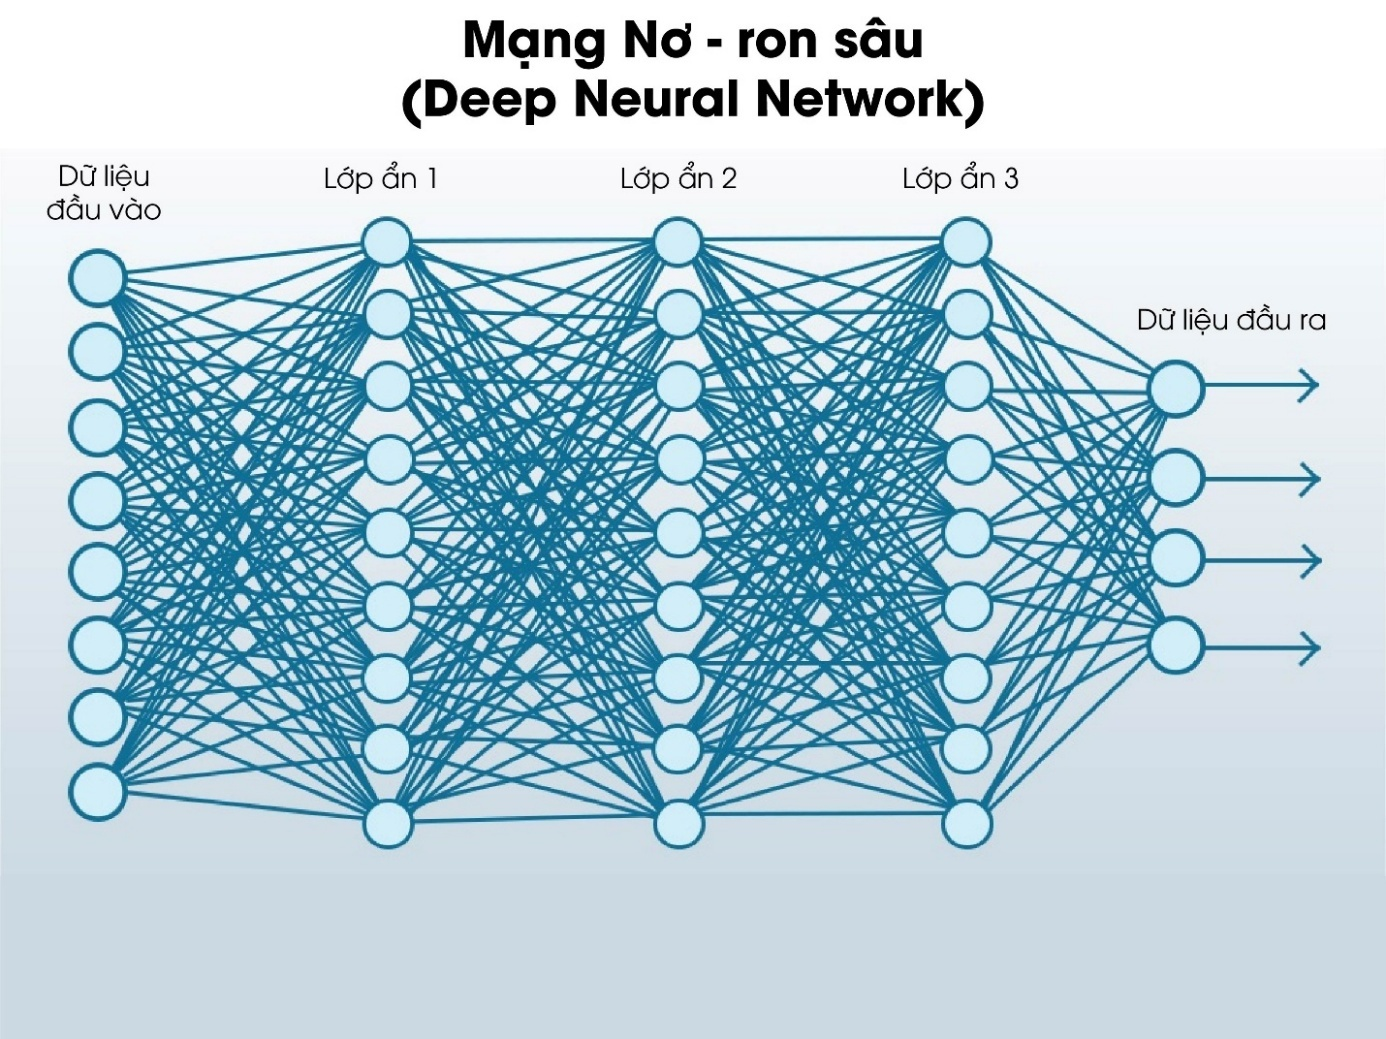 Mạng Nơ - ron sâu
(Deep Neural Network)
Dữ liệu
đầu vào
Lớp ẩn 1
Lớp ẩn 2
Lớp ẩn 3
Dữ liệu đầu ra